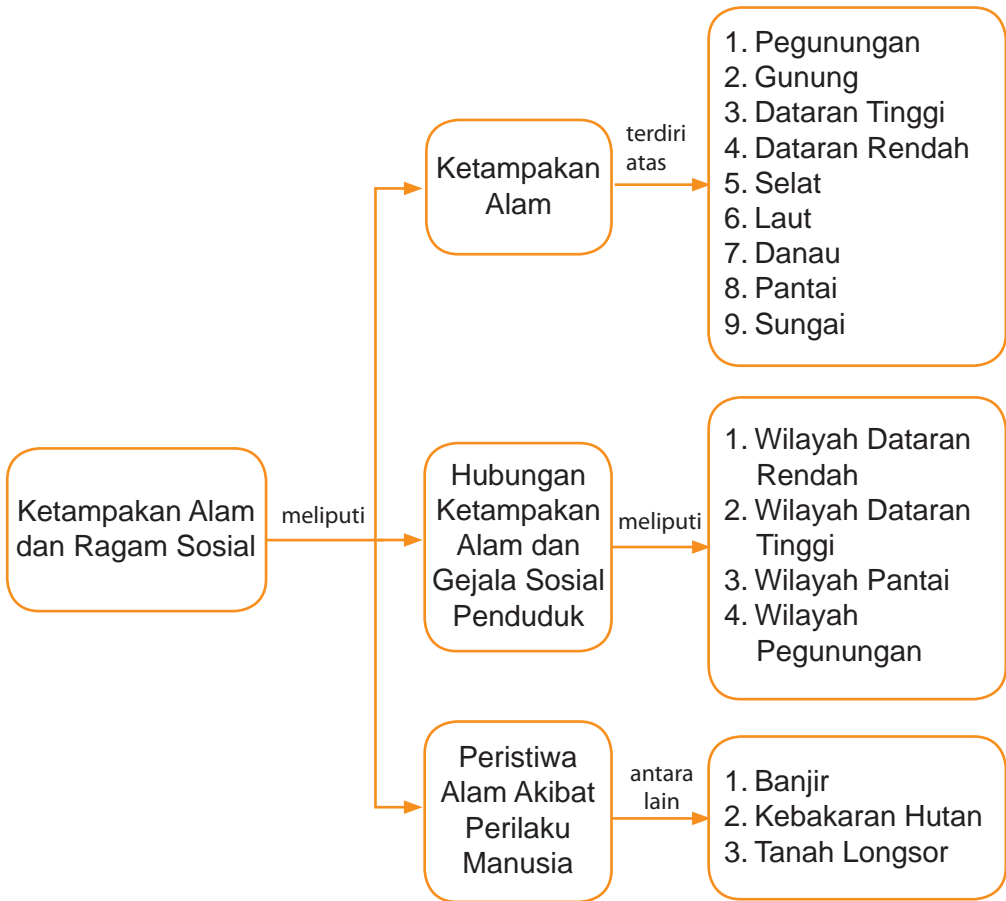 Ketampakan Alam
dan Ragam Sosial
meliputi
Ketampakan
Alam
terdiri
atas
1. Pegunungan
2. Gunung
3. Dataran Tinggi
4. Dataran Rendah
5. Selat
6. Laut
7. Danau
8. Pantai
9. Sungai
Hubungan
Ketampakan
Alam dan
Gejala Sosial
Penduduk
meliputi
1. Wilayah Dataran
Rendah
2. Wilayah Dataran
Tinggi
3. Wilayah Pantai
4. Wilayah
Pegunungan
Peristiwa
Alam Akibat
Perilaku
Manusia
antara
lain
1. Banjir
2. Kebakaran Hutan
3. Tanah Longsor